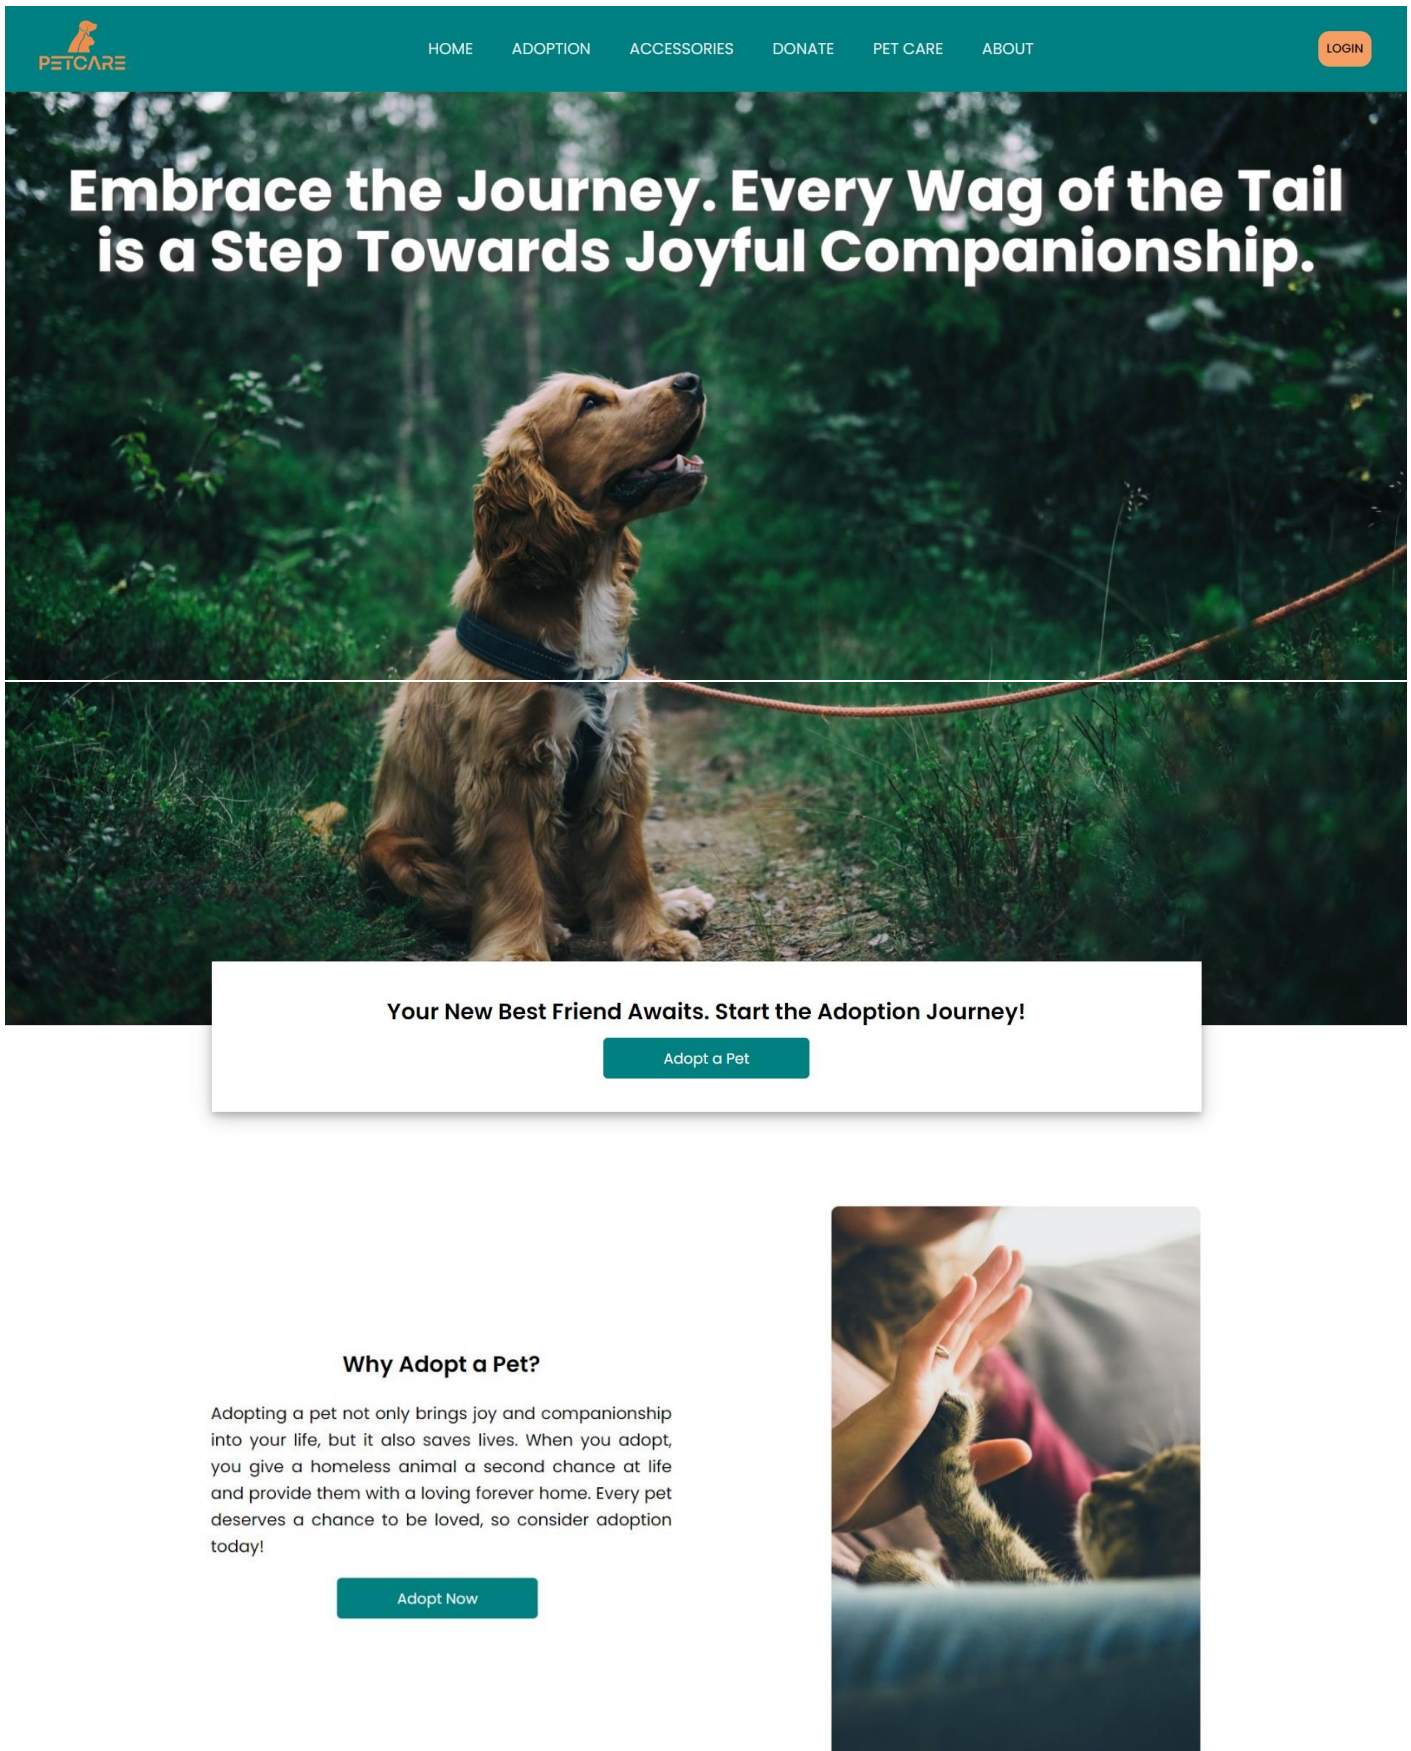 PETCARE
HOME ADOPTION ACCESSORIES DONATE PET CARE ABOUT
LOGIN
Embrace the Journey. Every Wag of the Tail
is a Step Towards Joyful Companionship.
Your New Best Friend Awaits. Start the Adoption Journey!
Adopt a Pet
Why Adopt a Pet?
Adopting a pet not only brings joy and companionship
into your life, but it also saves lives. When you adopt,
you give a homeless animal a second chance at life
and provide them with a loving forever home. Every pet
deserves a chance to be loved, so consider adoption
today!
Adopt Now